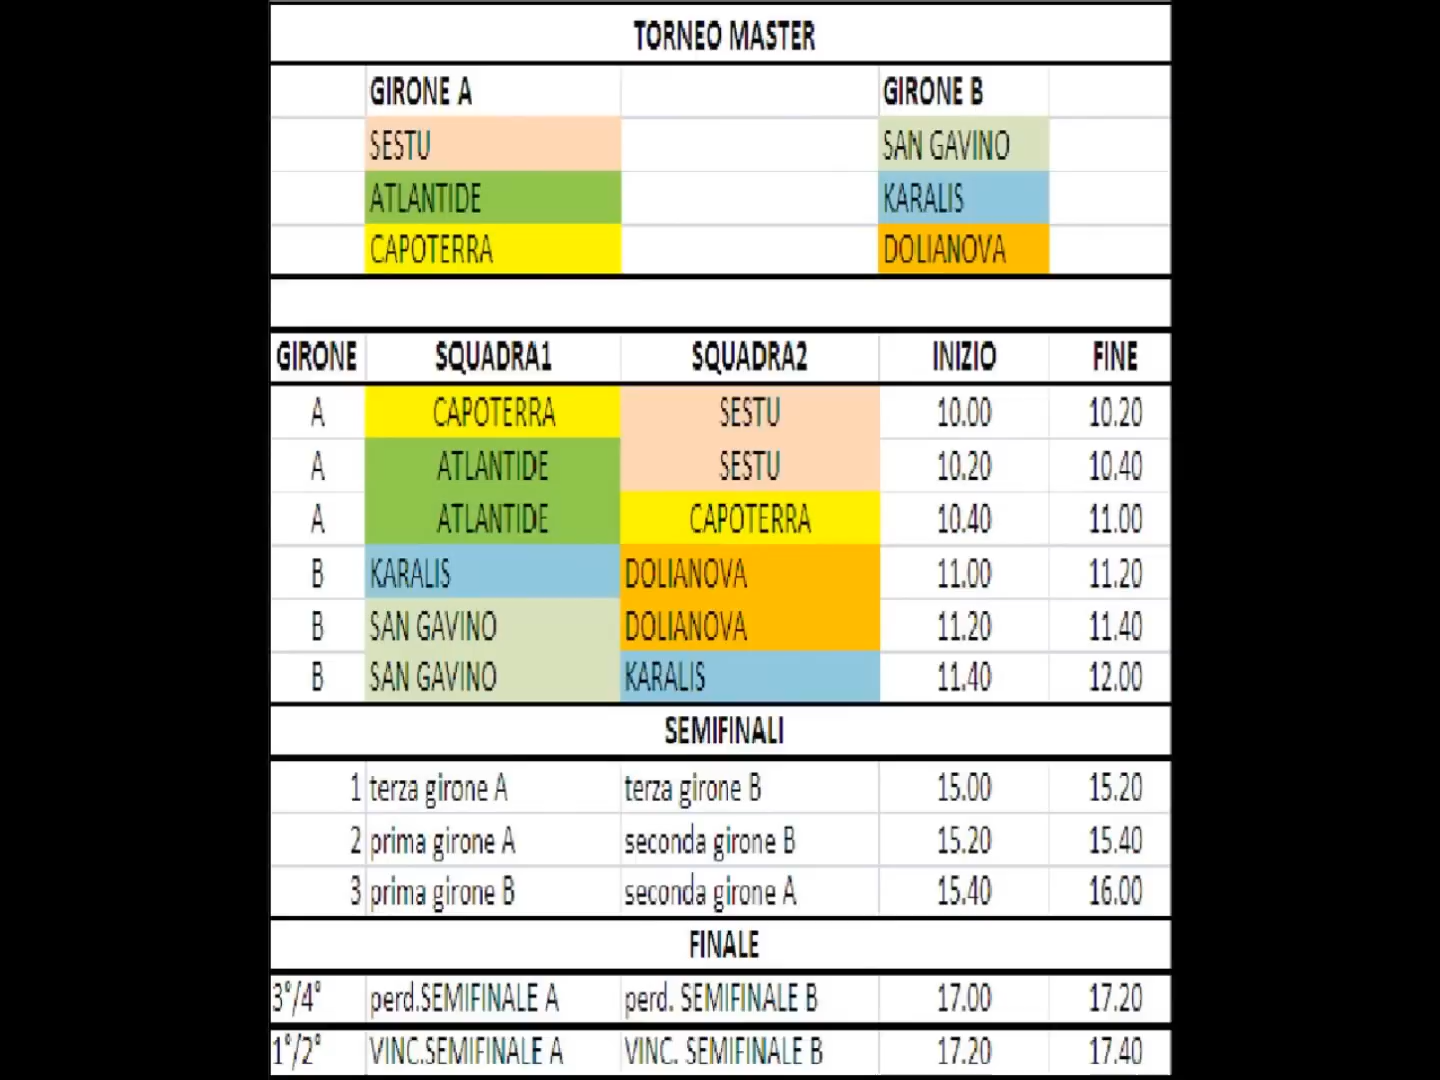 TORNEO MASTER
GIRONE A GIRONE B
SESTU SAN GAVINO
ATLANTIDE KARALIS
CAPOTERRA DOLIANOVA
GIRONE SQUADRA1 SQUADRA2 INIZIO FINE
A CAPOTERRA SESTU 10.00 10.20
A ATLANTIDE SESTU 10.20 10.40
A ATLANTIDE CAPOTERRA 10.40 11.00
B KARALIS DOLIANOVA 11.00 11.20
B SAN GAVINO DOLIANOVA 11.20 11.40
B SAN GAVINO KARALIS 11.40 12.00
SEMIFINALI
1 terza girone A terza girone B 15.00 15.20
2 prima girone A seconda girone B 15.20 15.40
3 prima girone B seconda girone A 15.40 16.00
FINALE
3°/4° perd.SEMIFINALE A perd. SEMIFINALE B 17.00 17.20
1°/2° VINC.SEMIFINALE A VINC. SEMIFINALE B 17.20 17.40